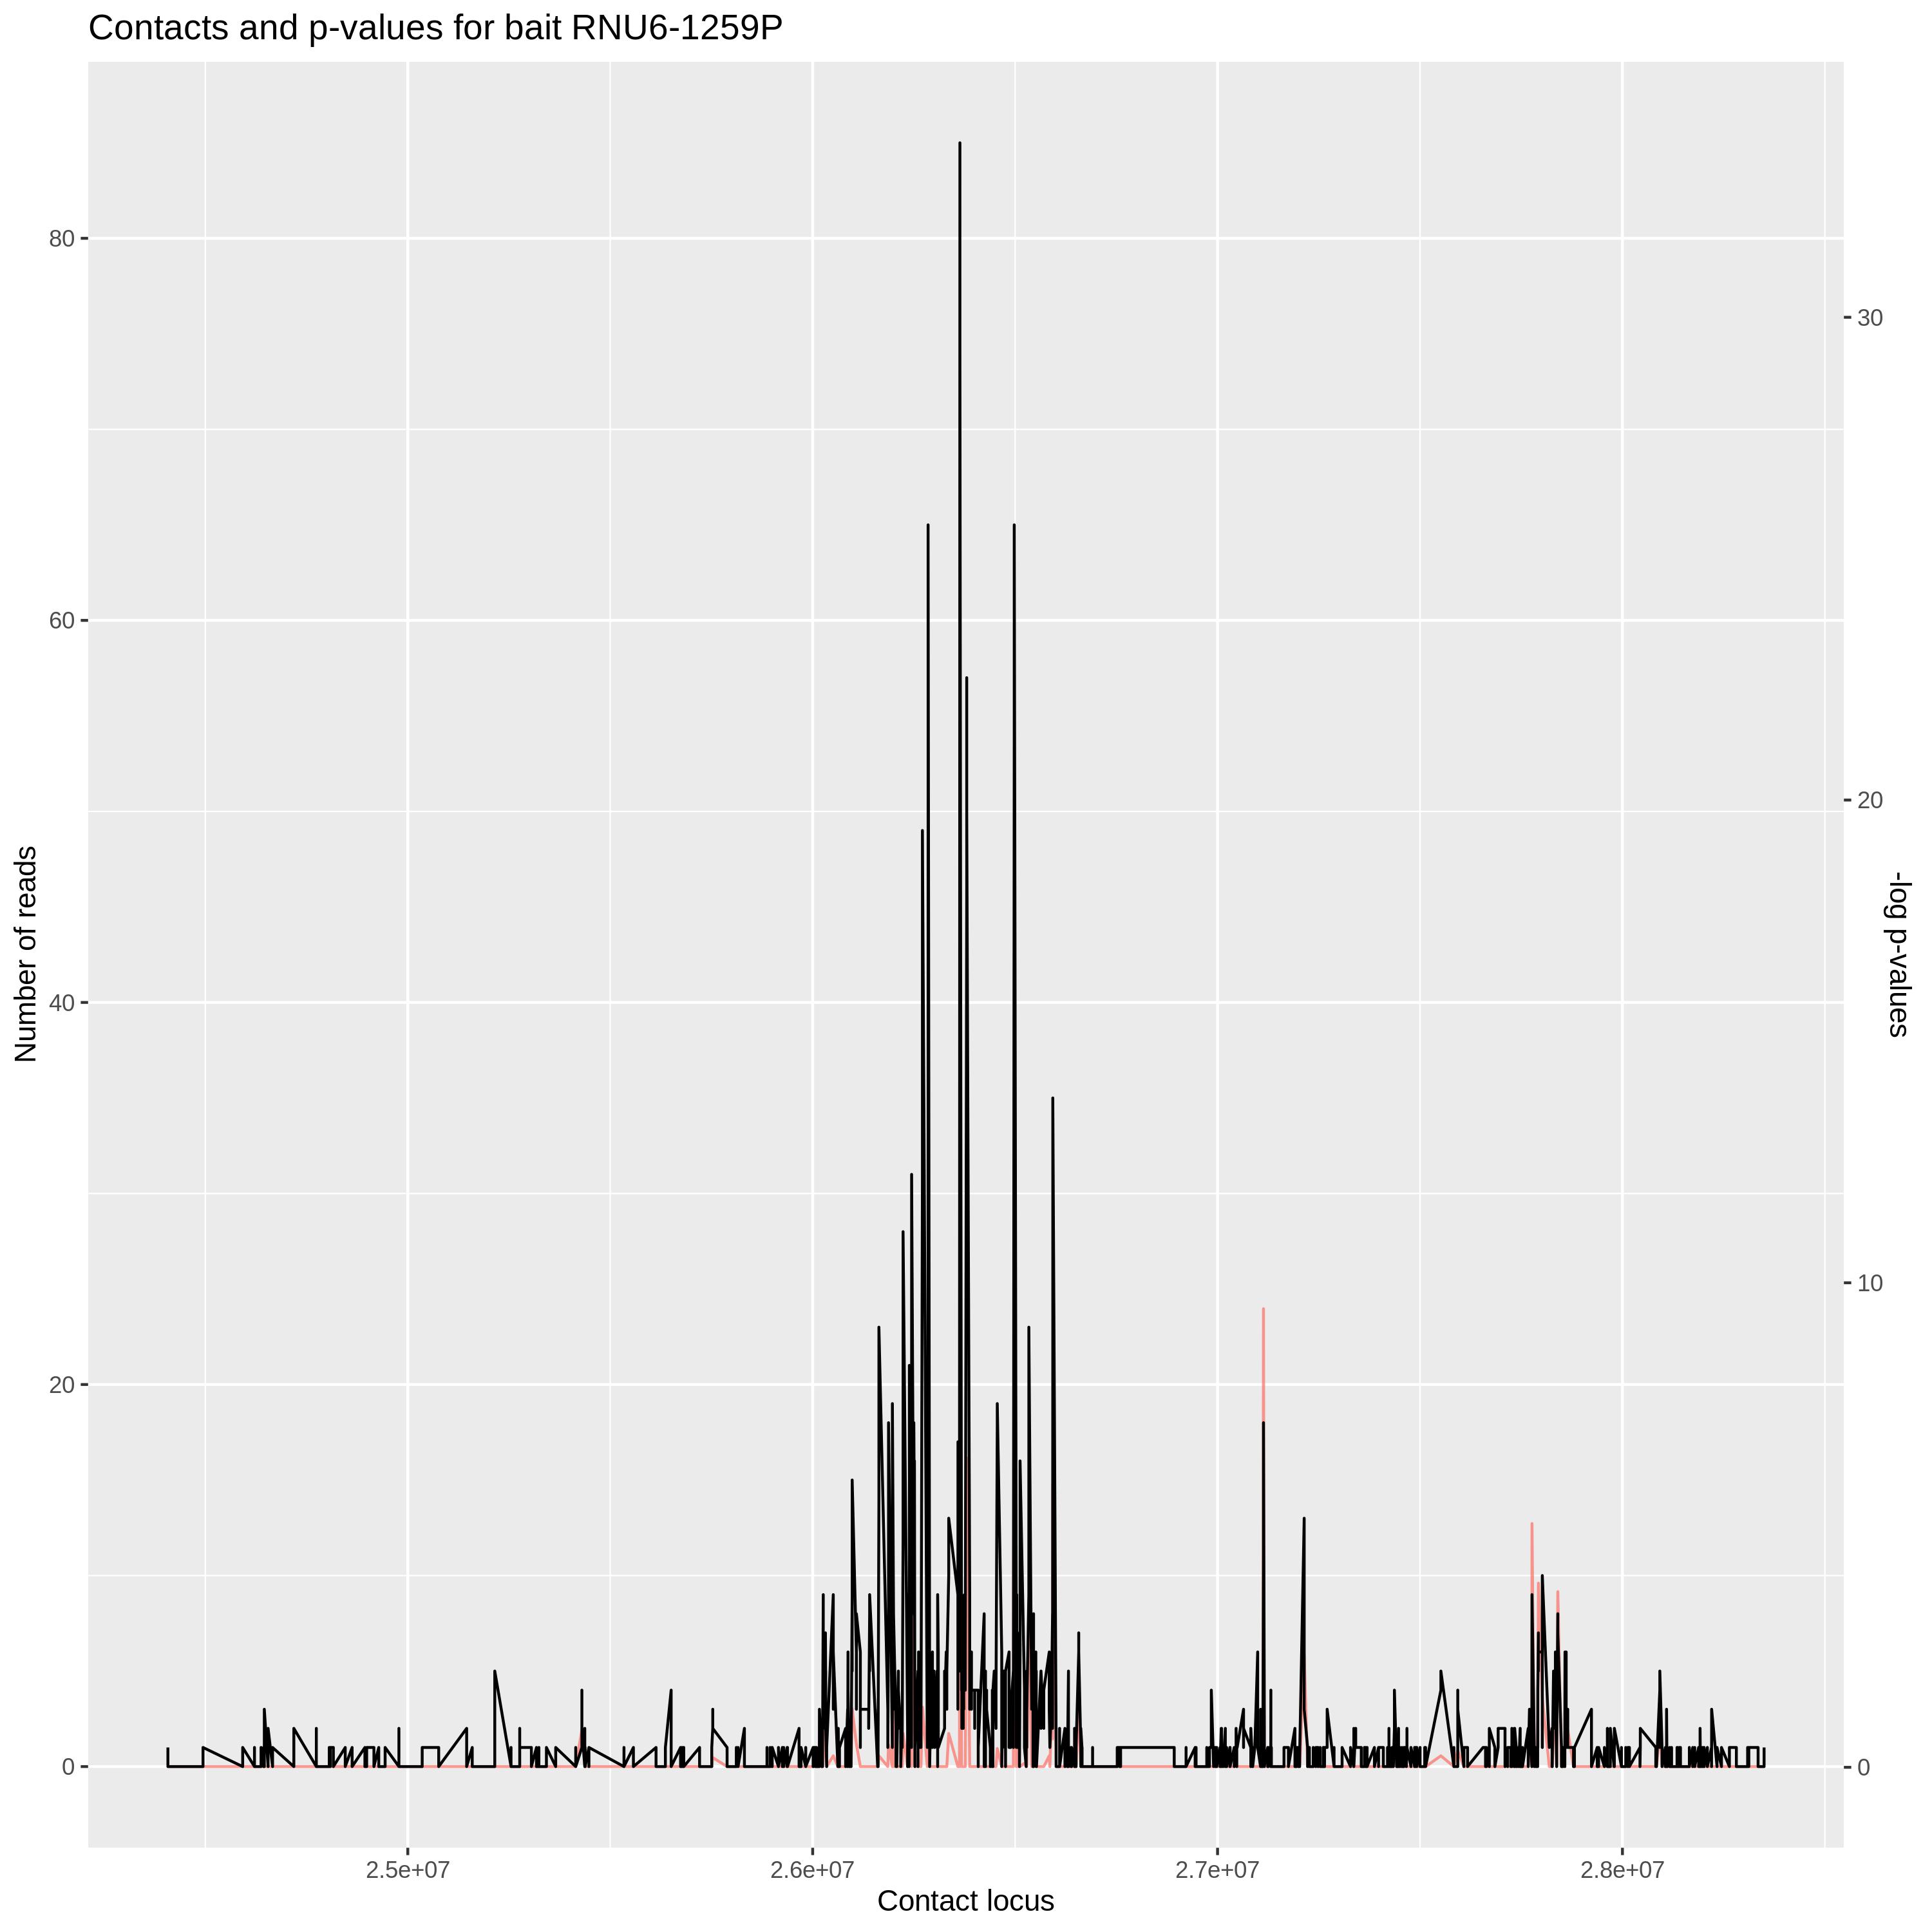 Contacts and p-values for bait RNU6-1259P
80
60
40
20
0
Number of reads
30
20
10
0
-log p-values
2.5e+07
2.6e+07
2.7e+07
2.8e+07
Contact locus